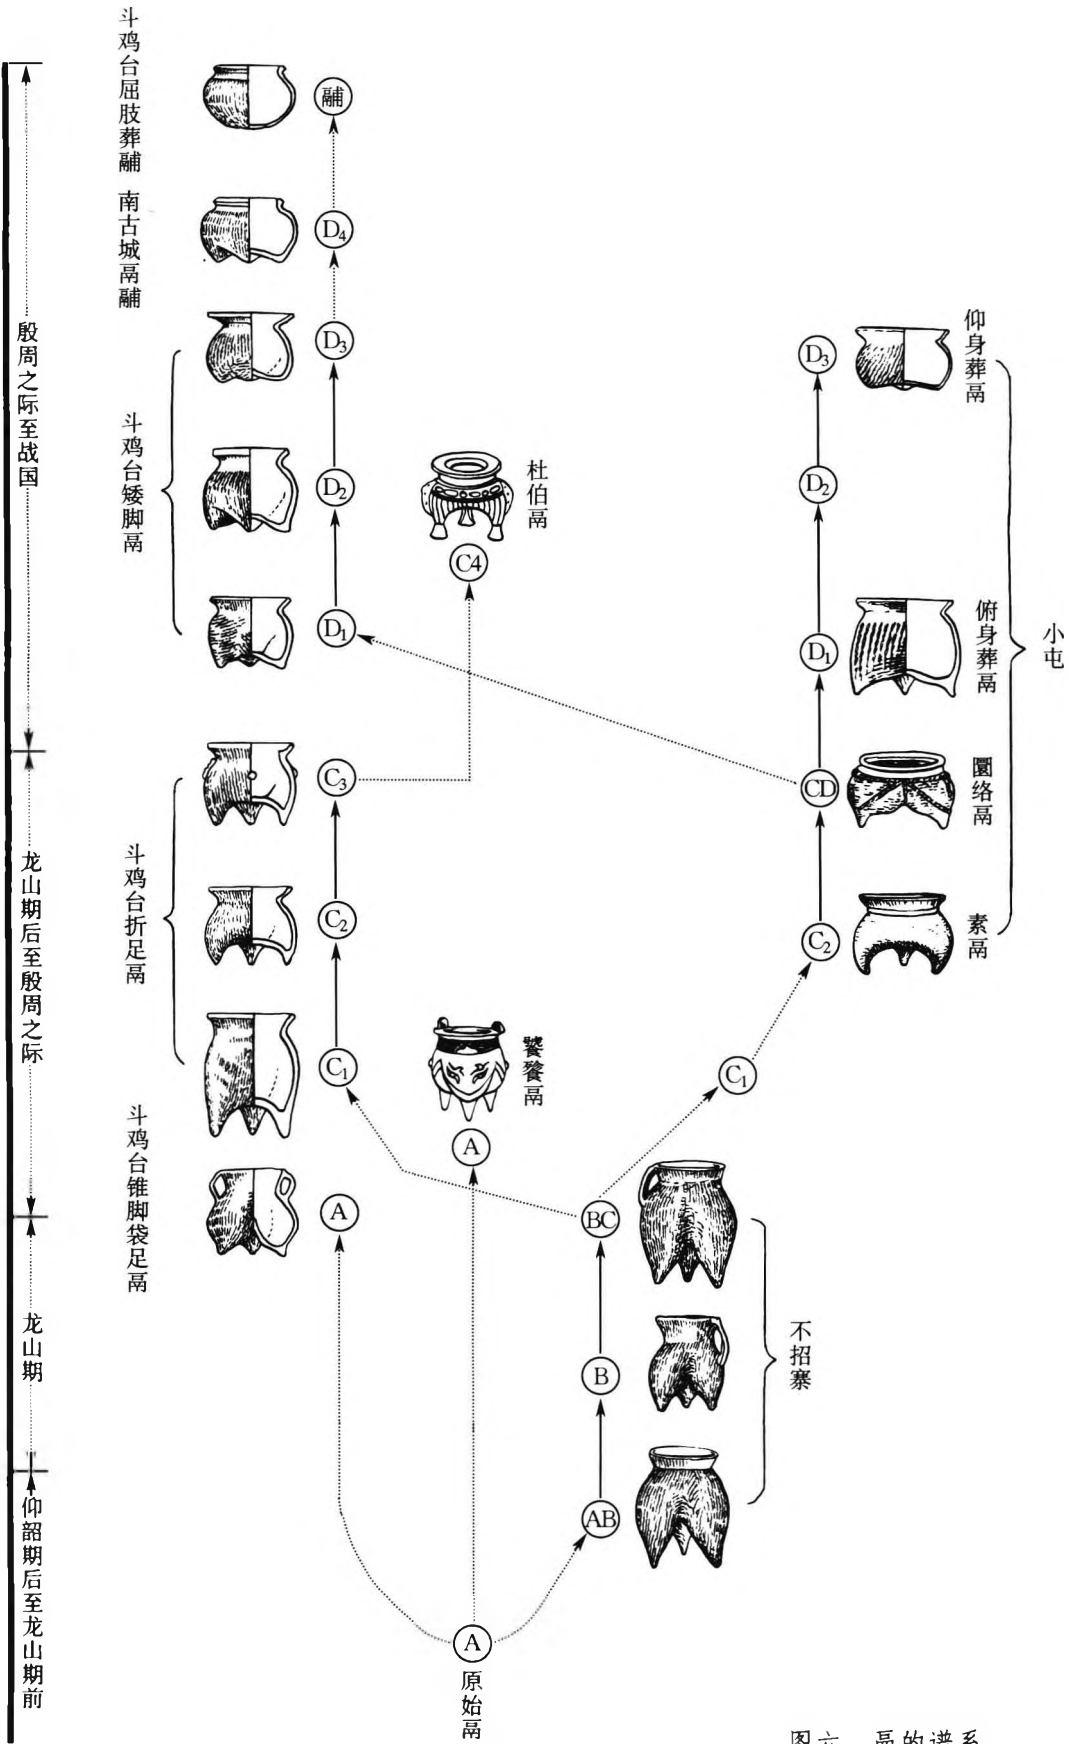 斗鸡台屈肢葬鬴
鬴
南古城鬲鬴
D4
殷周之际至战国
斗鸡台矮脚鬲
D3
D2
D1
杜伯鬲
C4
D3
仰身葬鬲
D2
D1
俯身葬鬲
小屯
CD
圜络鬲
C2
素鬲
C1
龙山期后至殷周之际
斗鸡台折足鬲
C3
C2
C1
饕餮鬲
A
斗鸡台锥脚袋足鬲
A
BC
B
AB
不招寨
龙山期
仰韶期后至龙山期前
A
原始鬲
图六 鬲的谱系